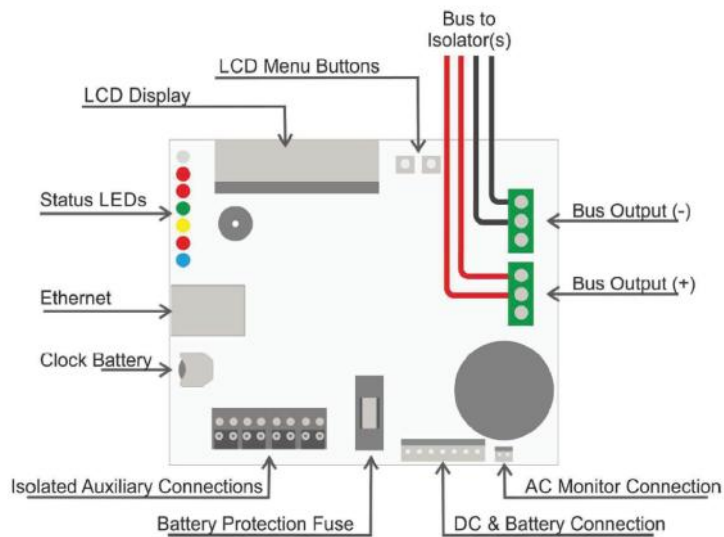 Bus to
Isolator(s)
LCD Menu Buttons
LCD Display
Status LEDs
Bus Output (-)
Ethernet
Bus Output (+)
Clock Battery
Isolated Auxiliary Connections
AC Monitor Connection
Battery Protection Fuse
DC & Battery Connection